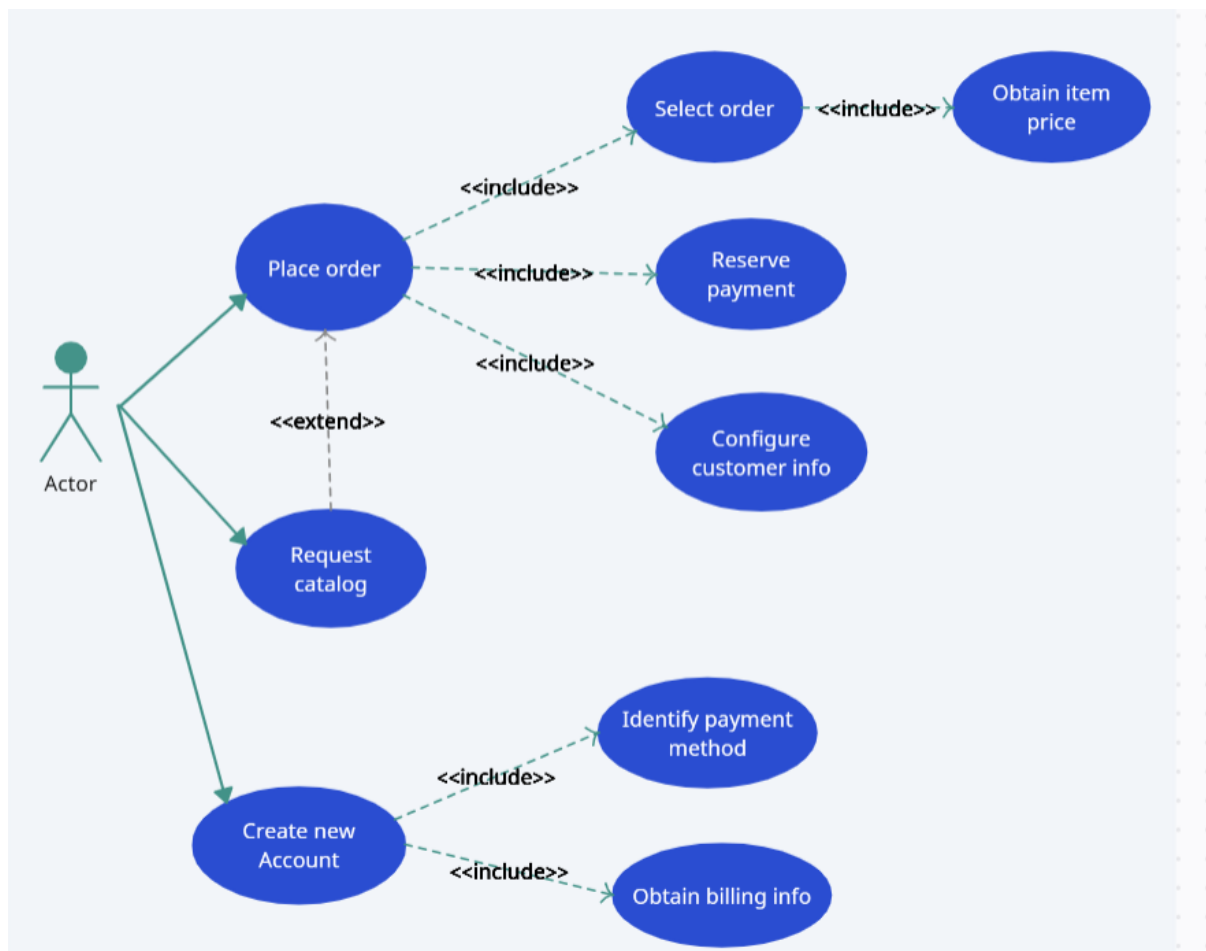 Select order
<<include>>
Obtain item
price
<<include>>
Place order
<<include>>
Reserve
payment
<<include>>
Configure
customer info
<<extend>>
Actor
Request
catalog
Identify payment
method
<<include>>
Create new
Account
<<include>>
Obtain billing info